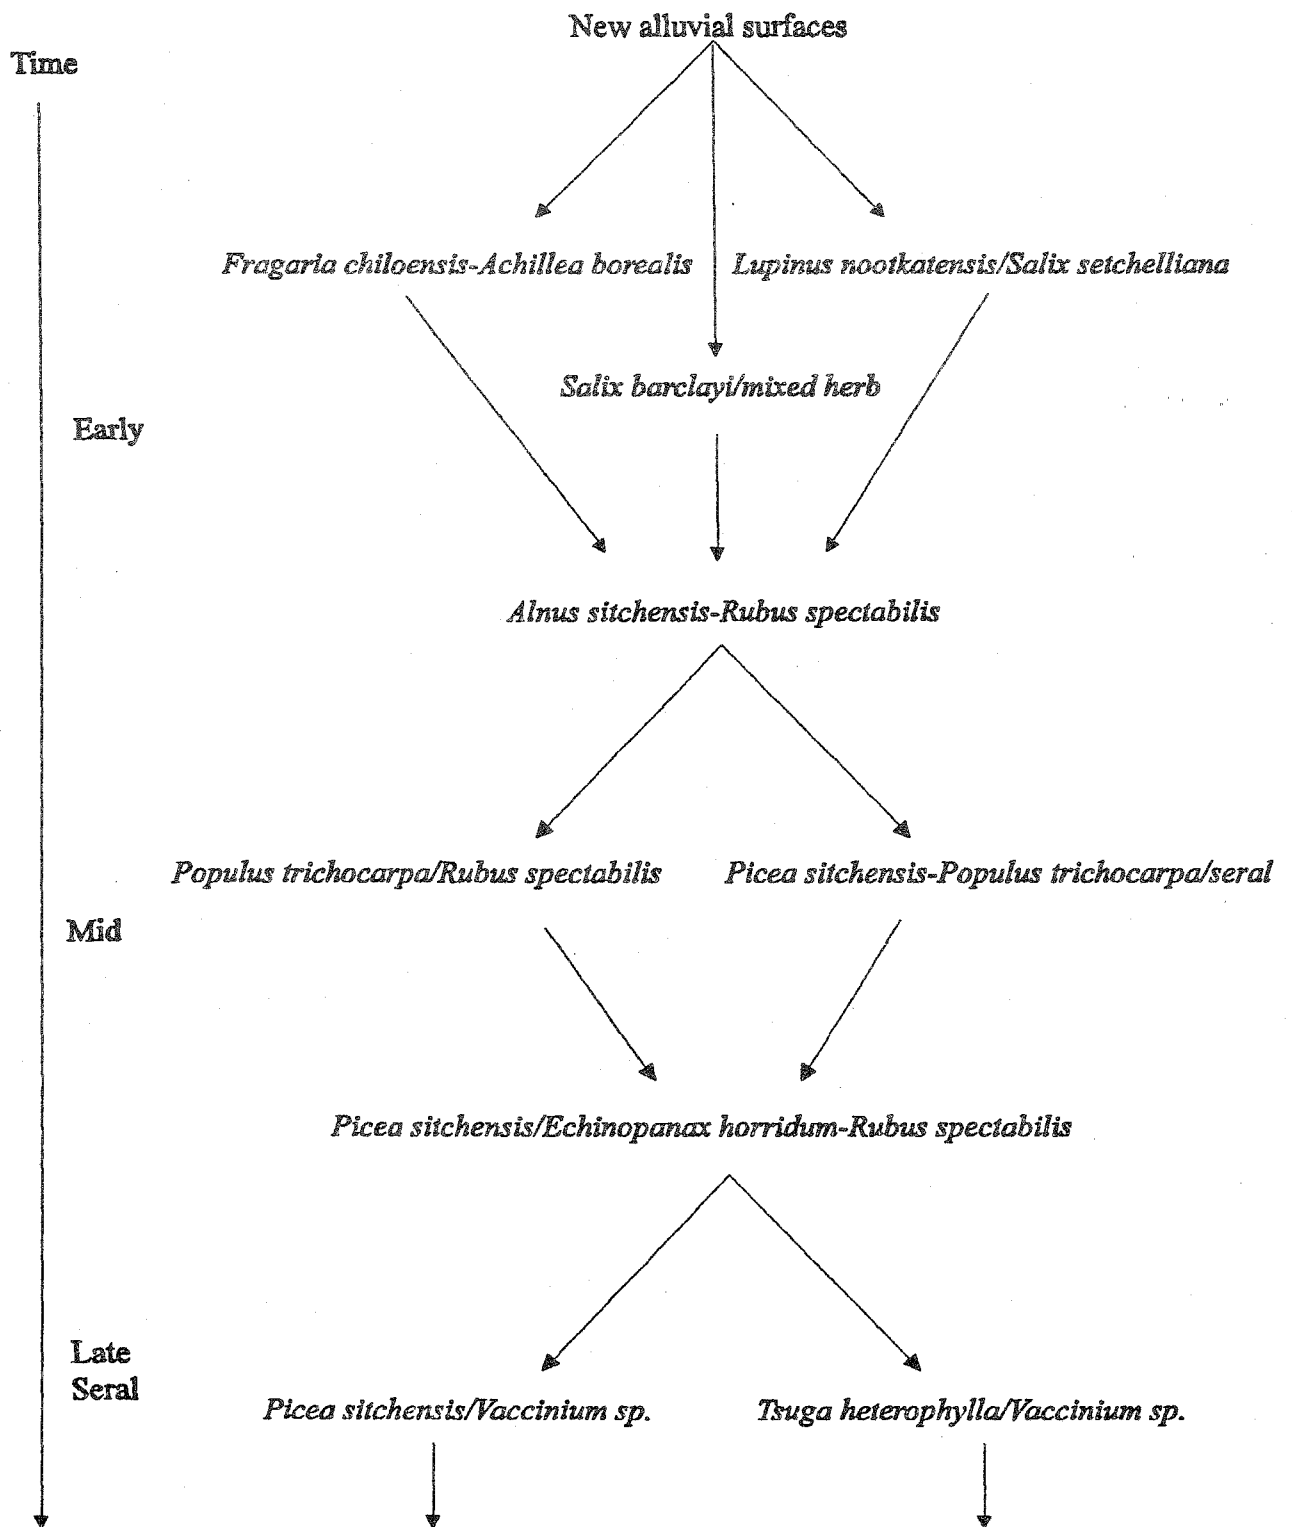 New alluvial surfaces
Time
Fragaria chiloensis-Achillea borealis
Lupinus nootkatensis/Salix setchelliana
Salix barclayi/mixed herb
Early
Alnus sitchensis-Rubus spectabilis
Populus trichocarpa/Rubus spectabilis
Picea sitchensis-Populus trichocarpa/seral
Mid
Picea sitchensis/Echinopanax horridum-Rubus spectabilis
Late
Seral
Picea sitchensis/Vaccinium sp.
Tsuga heterophylla/Vaccinium sp.